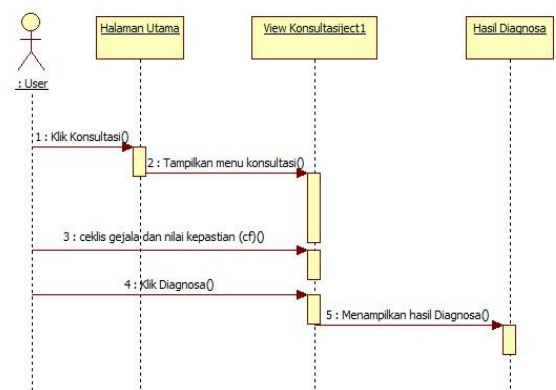 Halaman Utama
View Konsultasiject1
Hasil Diagnosa
: User
1 : Klik Konsultasi()
2 : Tampilkan menu konsultasi()
3 : ceklis gejala dan nilai kepastian (cf)()
4 : Klik Diagnosa()
5 : Menampilkan hasil Diagnosa()